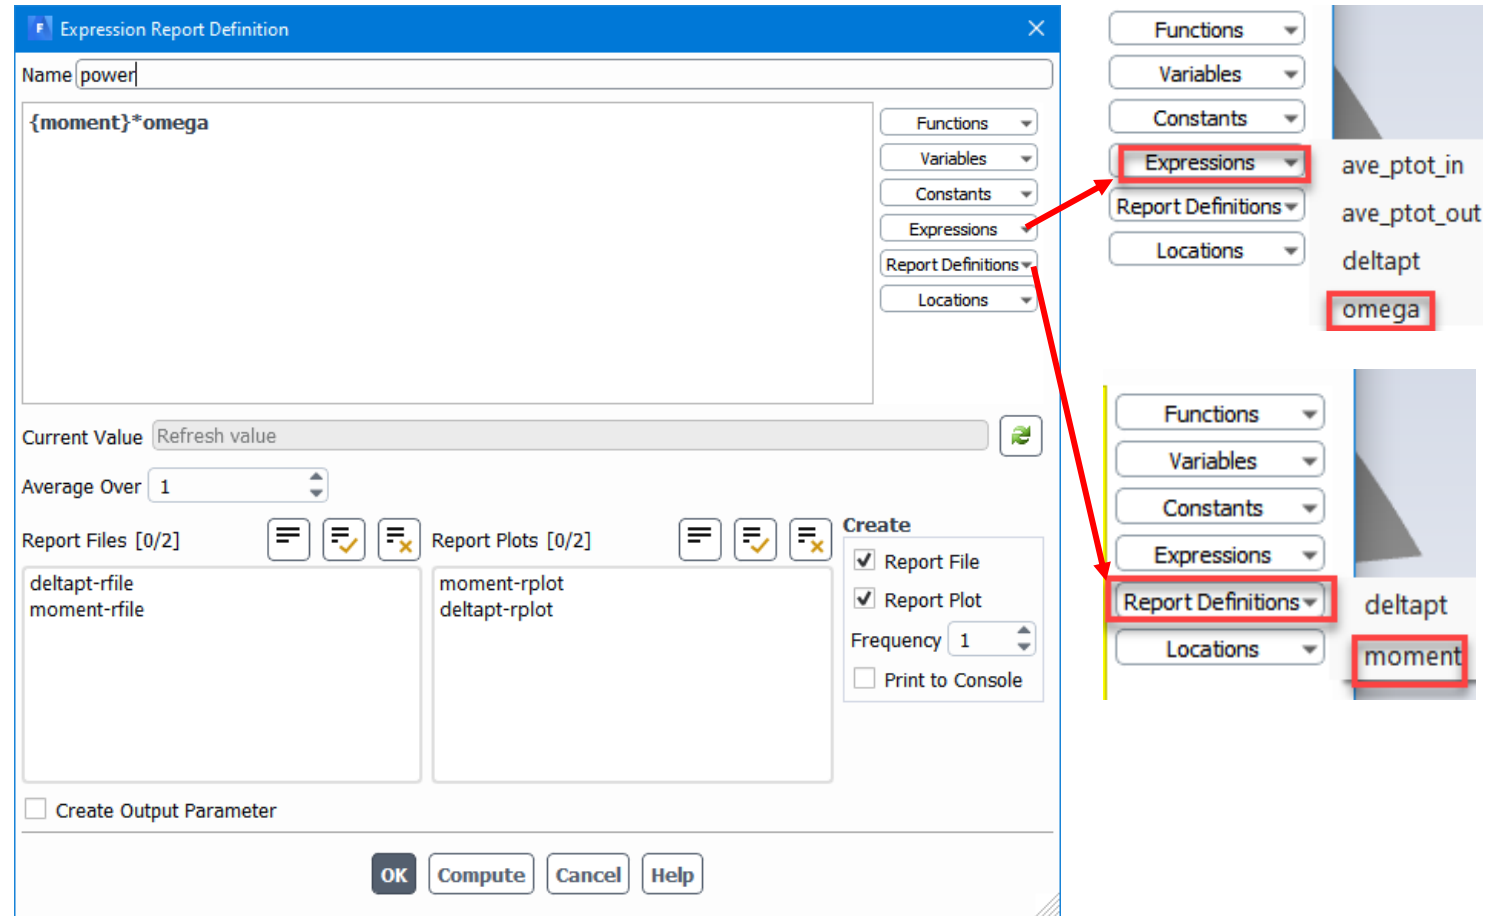 Expression Report Definition
Name power
{moment}*omega
Functions
Variables
Constants
Expressions
Report Definitions
Locations
Current Value Refresh value
Average Over 1
Report Files [0/2]
deltapt-rfile
moment-rfile
Report Plots [0/2]
moment-rplot
deltapt-rplot
Create
Report File
Report Plot
Frequency 1
Print to Console
Create Output Parameter
OK Compute Cancel Help
Functions
Variables
Constants
Expressions
Report Definitions
Locations
ave_ptot_in
ave_ptot_out
deltapt
omega
Functions
Variables
Constants
Expressions
Report Definitions
Locations
deltapt
moment